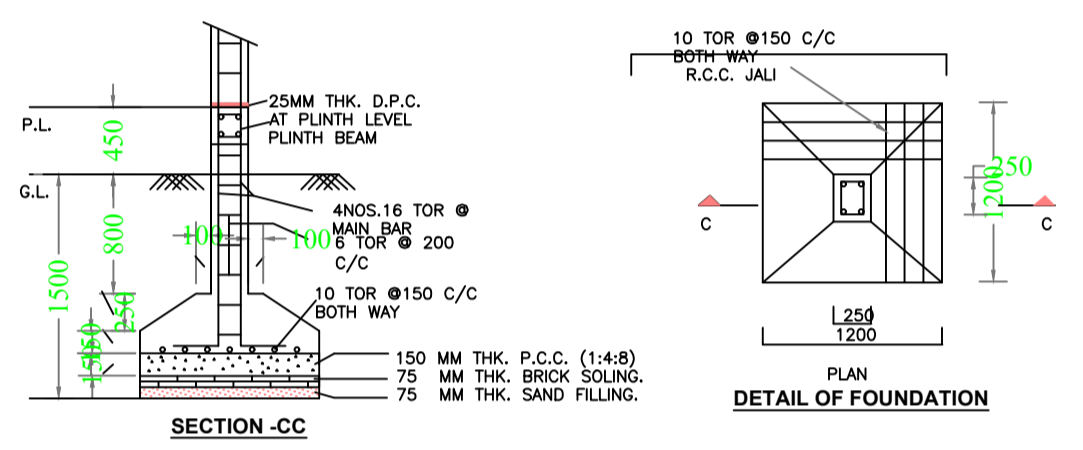 10 TOR @150 C/C
BOTH WAY
R.C.C. JALI
25MM THK. D.P.C.
AT PLINTH LEVEL
PLINTH BEAM
P.L.
450
G.L.
250
1200
4NOS.16 TOR @
MAIN BAR
6 TOR @ 200
C/C
100
100
800
C
C
1500
10 TOR @150 C/C
BOTH WAY
250
250
1200
150 MM THK. P.C.C. (1:4:8)
75 MM THK. BRICK SOLING.
75 MM THK. SAND FILLING.
PLAN
DETAIL OF FOUNDATION
SECTION -CC